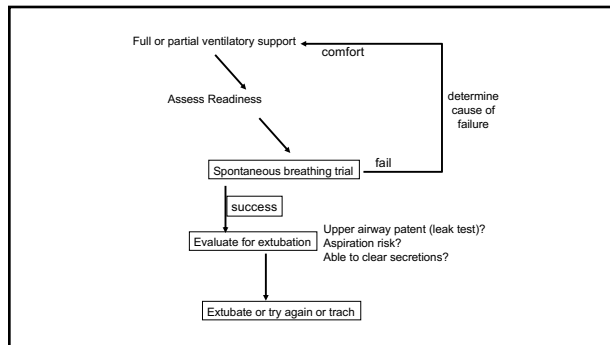 Full or partial ventilatory support
comfort
Assess Readiness
determine
cause of
failure
fail
Spontaneous breathing trial
success
Upper airway patent (leak test)?
Evaluate for extubation
Aspiration risk?
Able to clear secretions?
Extubate or try again or trach